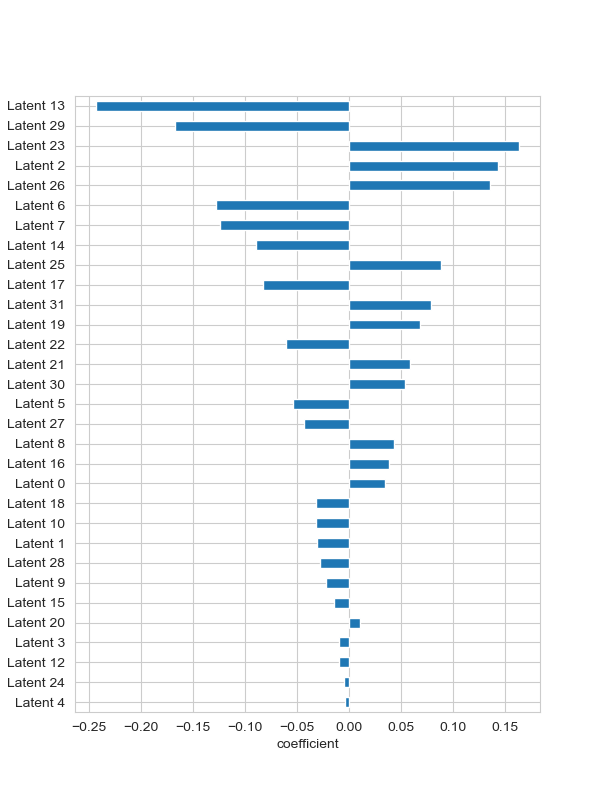 Latent 13
Latent 29
Latent 23
Latent 2
Latent 26
Latent 6
Latent 7
Latent 14
Latent 25
Latent 17
Latent 31
Latent 19
Latent 22
Latent 21
Latent 30
Latent 5
Latent 27
Latent 8
Latent 16
Latent 0
Latent 18
Latent 10
Latent 1
Latent 28
Latent 9
Latent 15
Latent 20
Latent 3
Latent 12
Latent 24
Latent 4
−0.25 −0.20 −0.15 −0.10 −0.05 0.00 0.05 0.10 0.15
coefficient